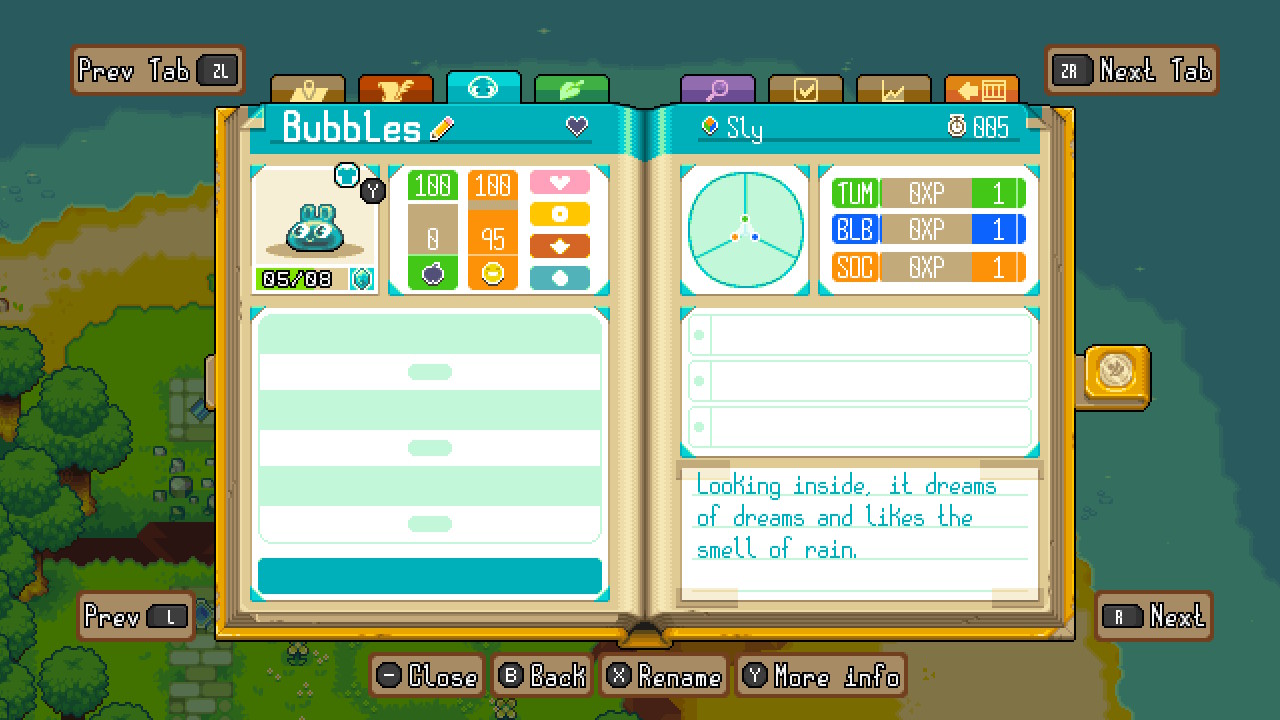 Prev Tab ZL
ZR Next Tab
Bubbles
Sly 005
Y
100 100
0 95
05/08
TUM 0XP 1
BLB 0XP 1
SOC 0XP 1
Looking inside, it dreams
of dreams and likes the
smell of rain.
Prev L
R Next
− Close B Back X Rename Y More info